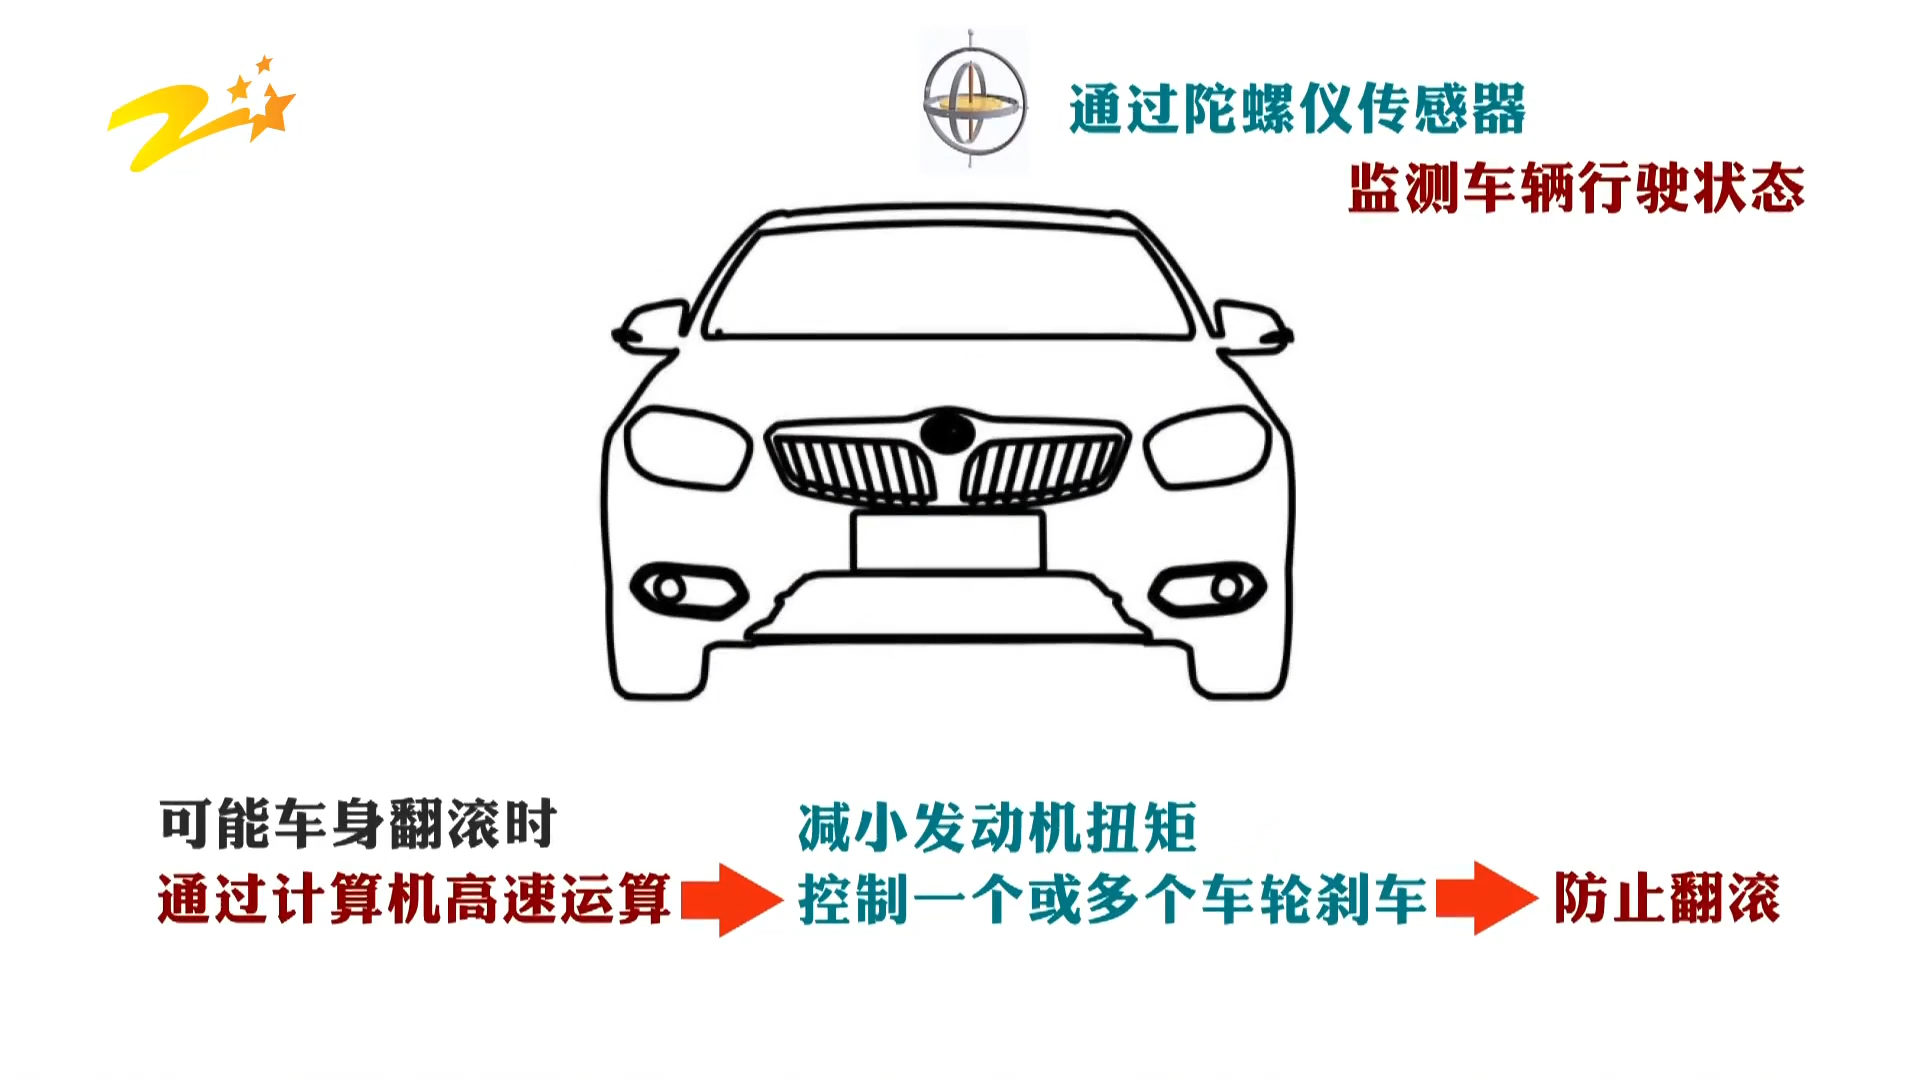 通过陀螺仪传感器
监测车辆行驶状态
可能车身翻滚时
减小发动机扭矩
通过计算机高速运算
控制一个或多个车轮刹车
防止翻滚